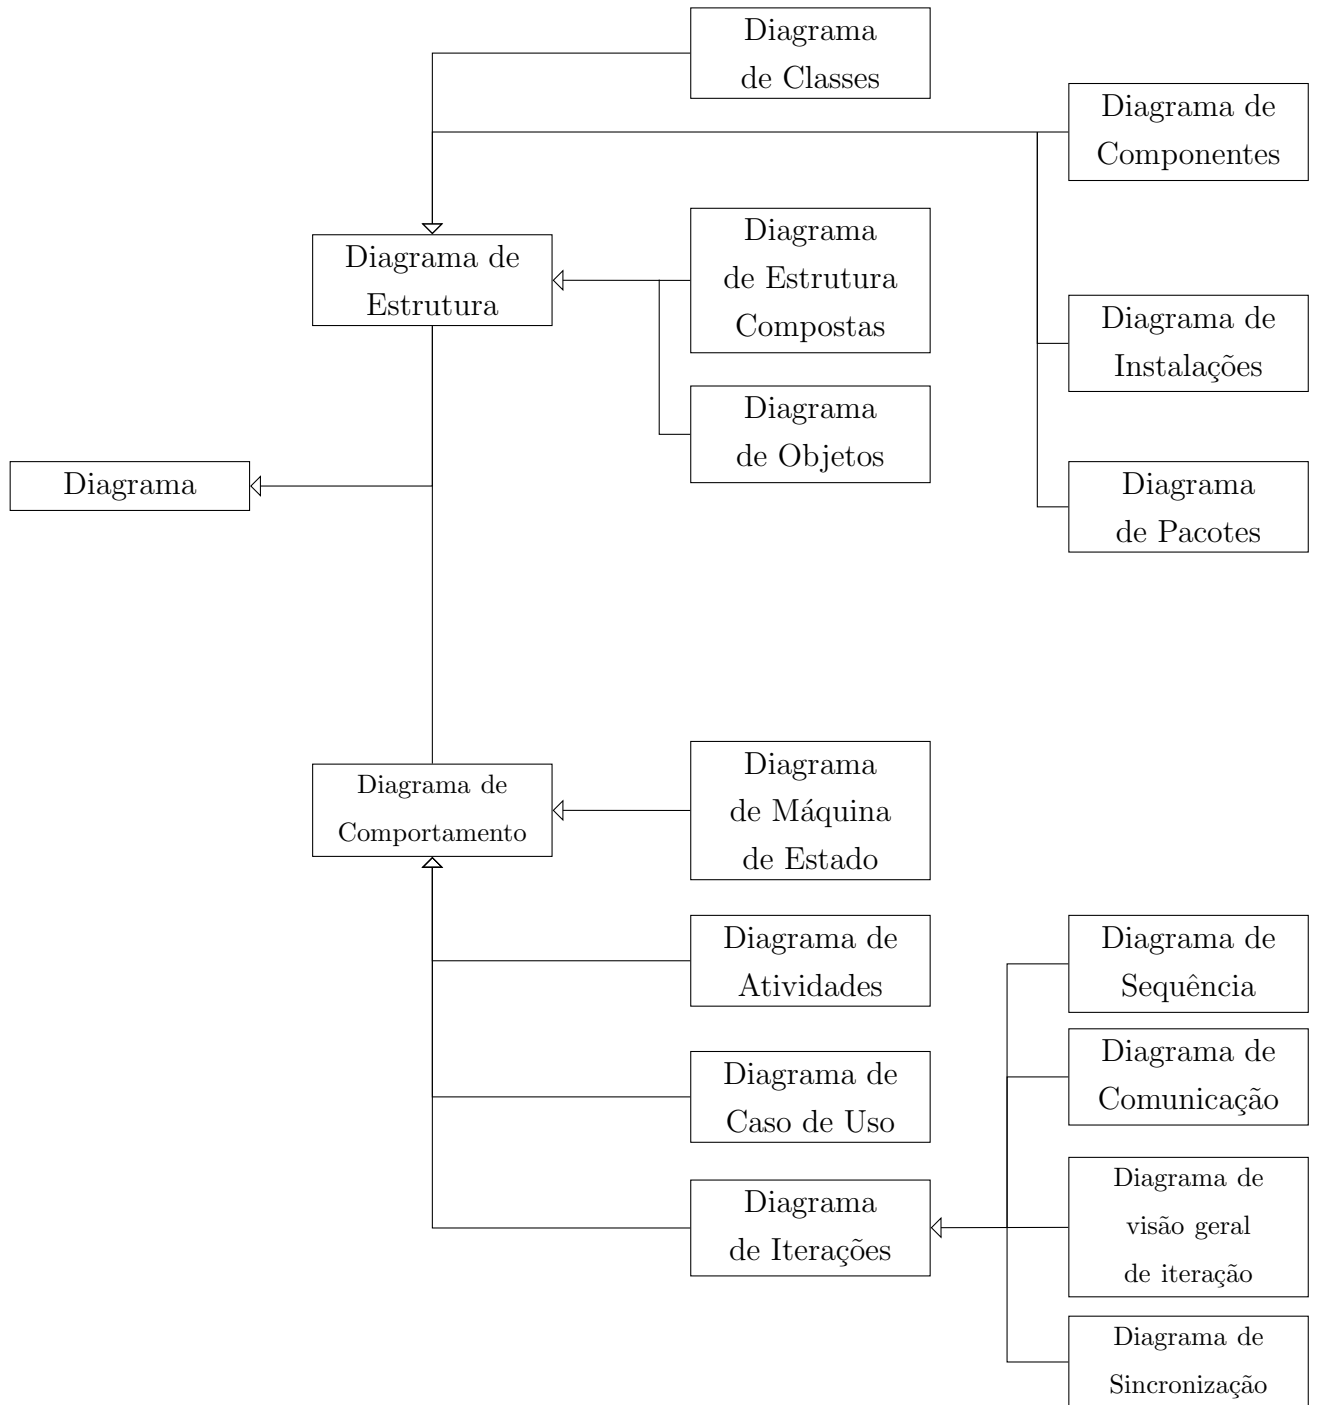 Diagrama
de Classes
Diagrama de
Componentes
Diagrama de
Estrutura
Diagrama
de Estrutura
Compostas
Diagrama de
Instalações
Diagrama
de Objetos
Diagrama
Diagrama
de Pacotes
Diagrama de
Comportamento
Diagrama
de Máquina
de Estado
Diagrama de
Atividades
Diagrama de
Sequência
Diagrama de
Caso de Uso
Diagrama de
Comunicação
Diagrama
de Iterações
Diagrama de
visão geral
de iteração
Diagrama de
Sincronização